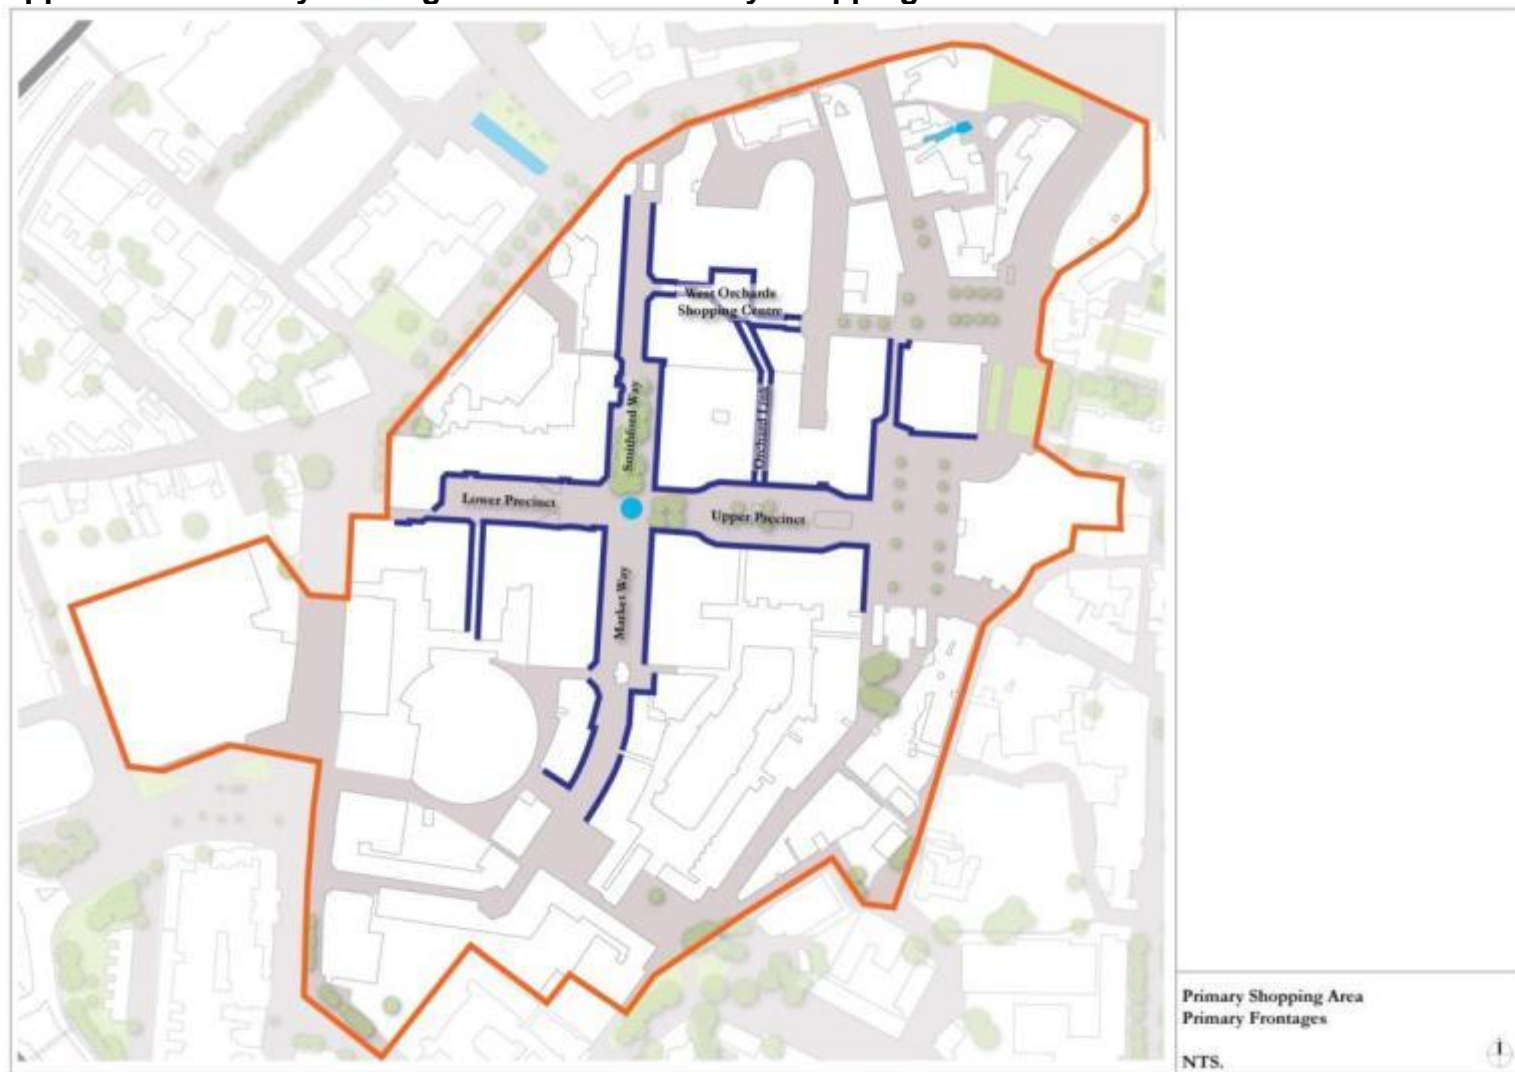 West Orchards
Shopping Centre
Smithford Way
Orchard Link
Lower Precinct
Upper Precinct
Market Way
Primary Shopping Area
Primary Frontages
NTS.